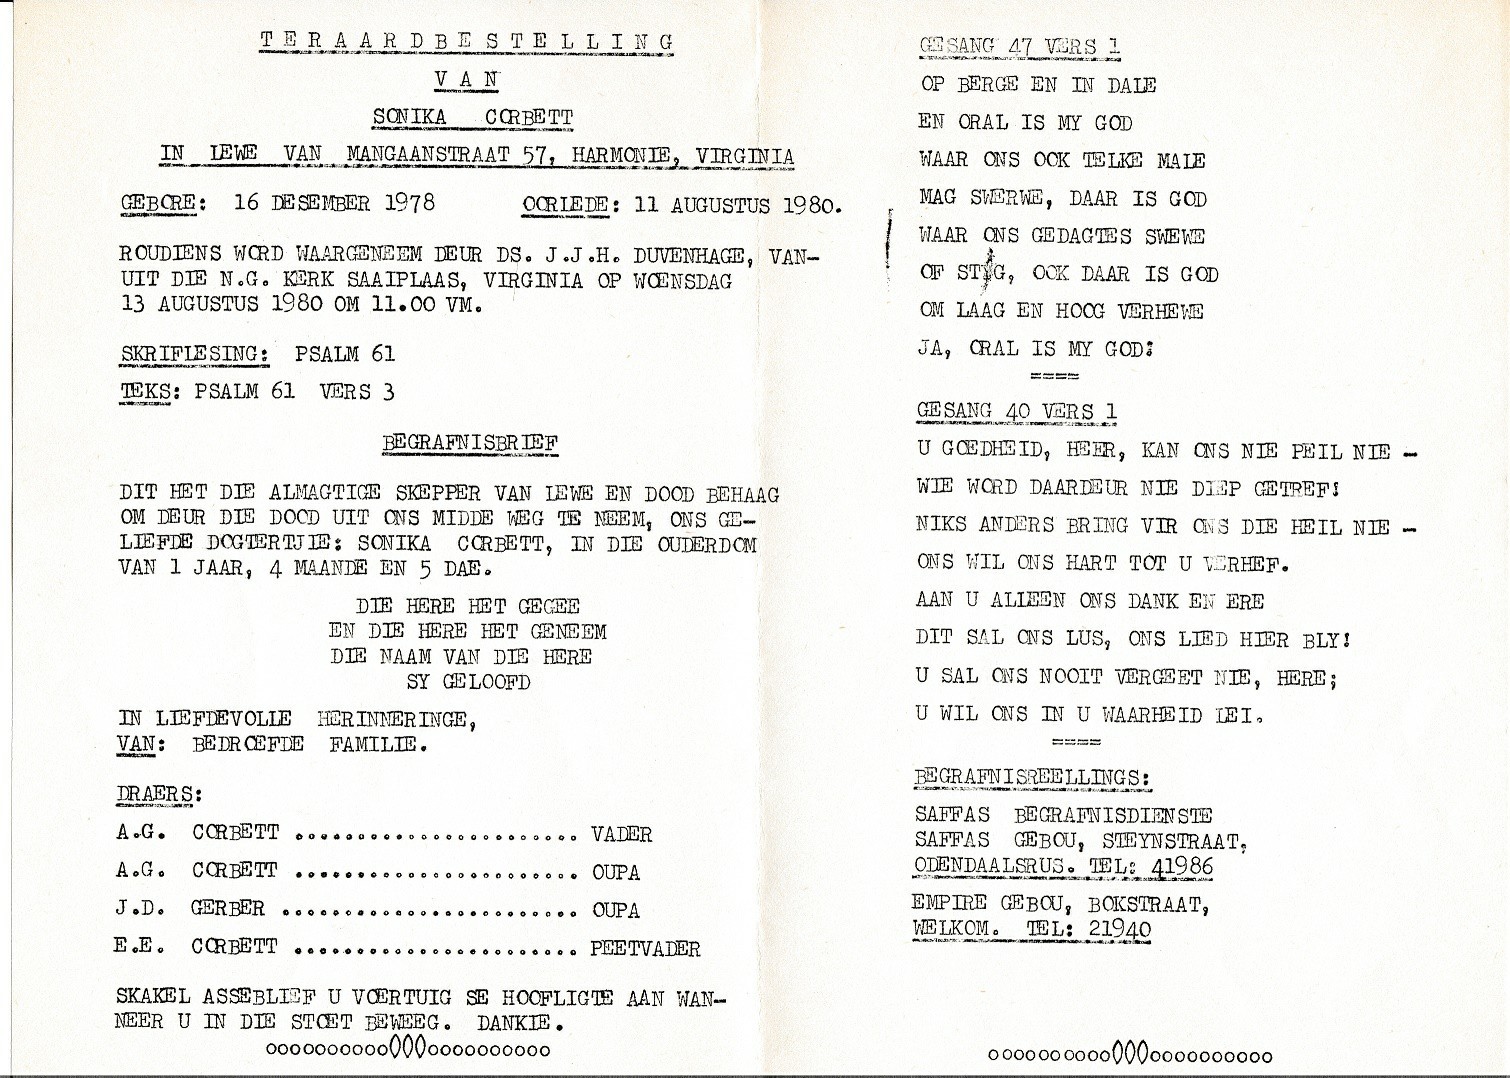 TERAARDBESTELLING
VAN
SONIKA CORBETT
IN LEWE VAN MANGAANSTRAAT 57, HARMONIE, VIRGINIA
GEBORE: 16 DESEMBER 1978 OORLEDE: 11 AUGUSTUS 1980.
ROUDIENS WORD WAARGENEEM DEUR DS. J.J.H. DUVENHAGE, VAN-
UIT DIE N.G. KERK SAAIPLAAS, VIRGINIA OP WOENSDAG
13 AUGUSTUS 1980 OM 11.00 VM.
SKRIFLESING: PSALM 61
TEKS: PSALM 61 VERS 3
BEGRAFNISBRIEF
DIT HET DIE ALMAGTIGE SKEPPER VAN LEWE EN DOOD BEHAAG
OM DEUR DIE DOOD UIT ONS MIDDE WEG TE NEEM, ONS GE-
LIEFDE DOGTERTJIE: SONIKA CORBETT, IN DIE OUDERDOM
VAN 1 JAAR, 4 MAANDE EN 5 DAE.
DIE HERE HET GEGEE
EN DIE HERE HET GENEEM
DIE NAAM VAN DIE HERE
SY GELOOFD
IN LIEFDEVOLLE HERINNERINGE,
VAN: BEDROEFDE FAMILIE.
DRAERS:
A.G. CORBETT ....................... VADER
A.G. CORBETT ....................... OUPA
J.D. GERBER ........................ OUPA
E.E. CORBETT ....................... PEETVADER
SKAKEL ASSEBLIEF U VOERTUIG SE HOOFLIGTE AAN WAN-
NEER U IN DIE STOET BEWEEG. DANKIE.
oooooooooo()()()oooooooooo
GESANG 47 VERS 1
OP BERGE EN IN DALE
EN ORAL IS MY GOD
WAAR ONS OOK TELKE MALE
MAG SWERWE, DAAR IS GOD
WAAR ONS GEDAGTES SWEWE
OF STYG, OOK DAAR IS GOD
OM LAAG EN HOOG VERHEWE
JA, ORAL IS MY GOD!
====
GESANG 40 VERS 1
U GOEDHEID, HEER, KAN ONS NIE PEIL NIE -
WIE WORD DAARDEUR NIE DIEP GETREF!
NIKS ANDERS BRING VIR ONS DIE HEIL NIE -
ONS WIL ONS HART TOT U VERHEF.
AAN U ALLEEN ONS DANK EN ERE
DIT SAL ONS LUS, ONS LIED HIER BLY!
U SAL ONS NOOIT VERGEET NIE, HERE;
U WIL ONS IN U WAARHEID LEI.
====
BEGRAFNISREELLINGS:
SAFFAS BEGRAFNISDIENSTE
SAFFAS GEBOU, STEYNSTRAAT,
ODENDAALSRUS. TEL: 41986
EMPIRE GEBOU, BOKSTRAAT,
WELKOM. TEL: 21940
oooooooooo()()()oooooooooo